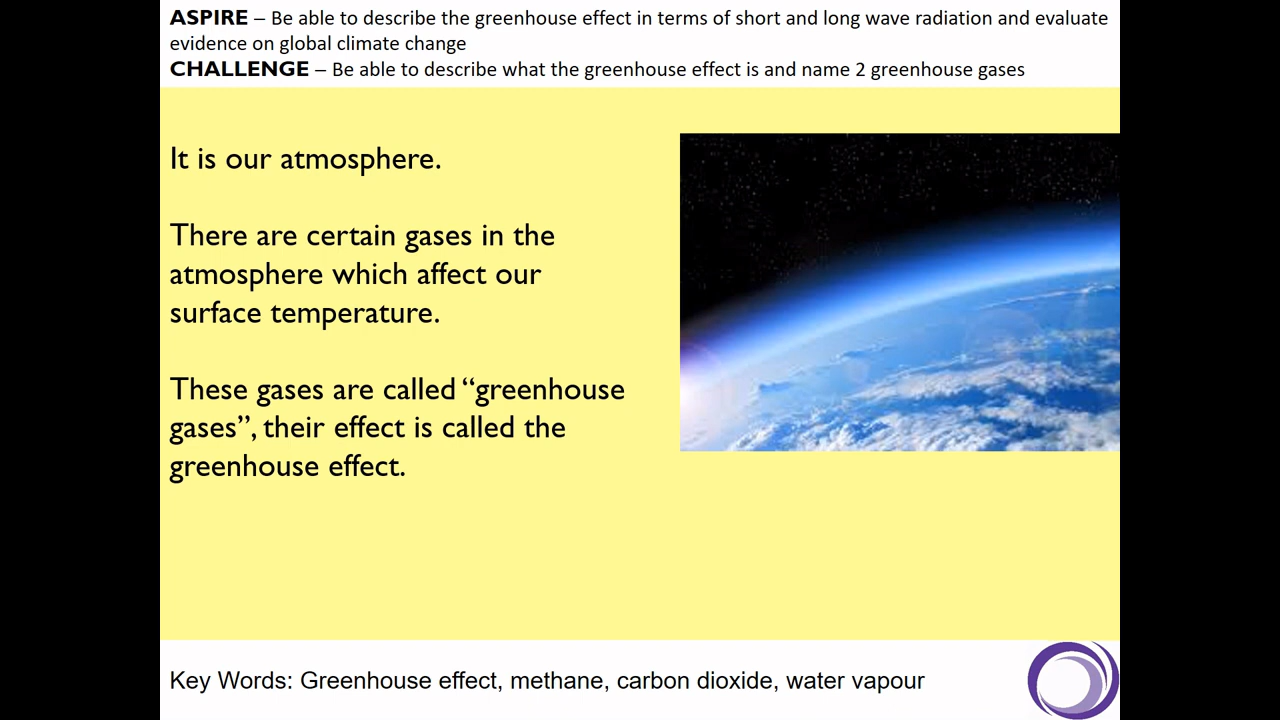 ASPIRE – Be able to describe the greenhouse effect in terms of short and long wave radiation and evaluate
evidence on global climate change
CHALLENGE – Be able to describe what the greenhouse effect is and name 2 greenhouse gases
It is our atmosphere.
There are certain gases in the
atmosphere which affect our
surface temperature.
These gases are called “greenhouse
gases”, their effect is called the
greenhouse effect.
Key Words: Greenhouse effect, methane, carbon dioxide, water vapour